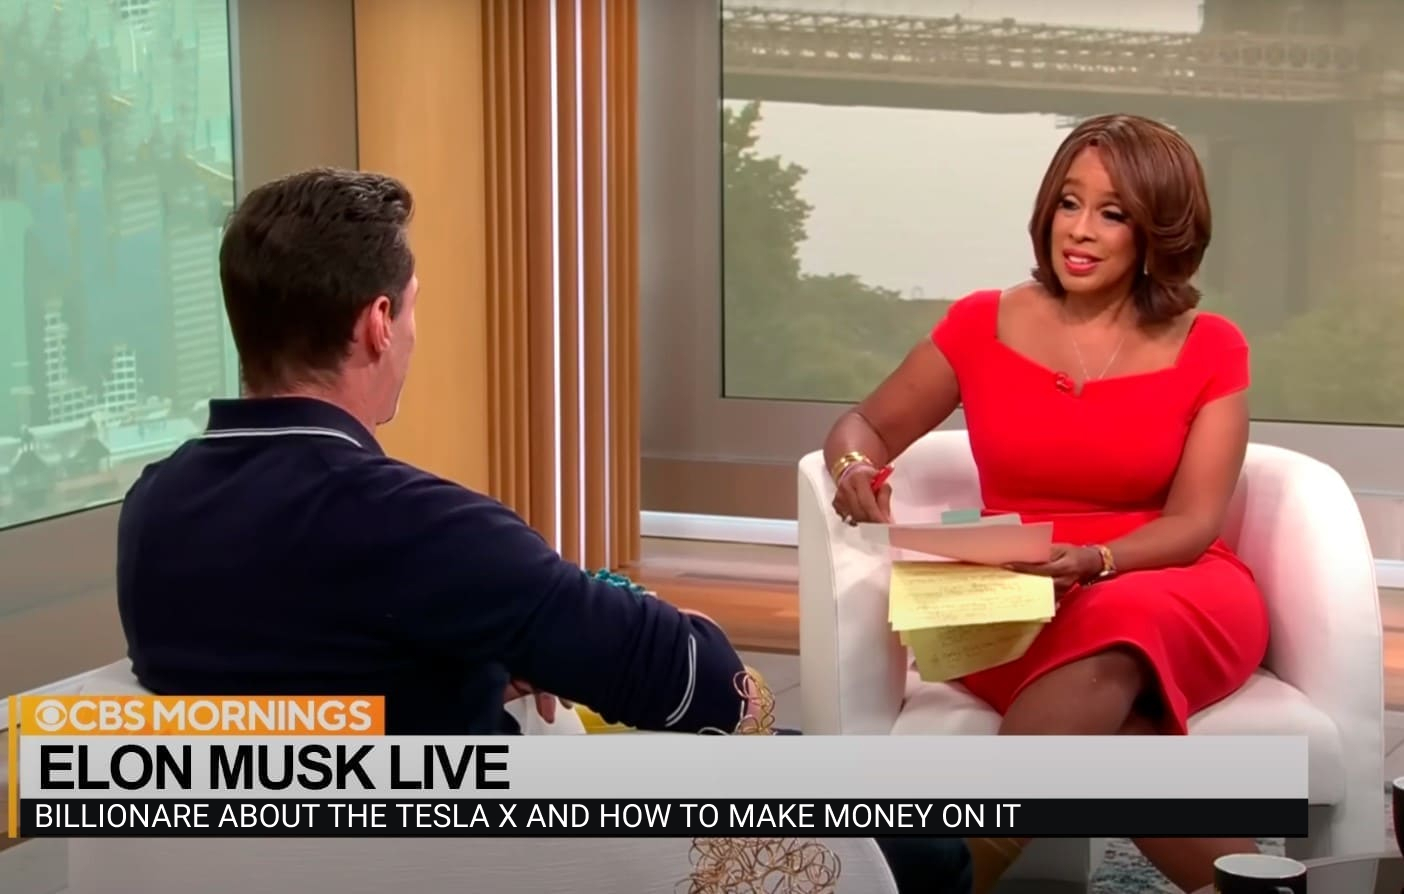 CBS MORNINGS
ELON MUSK LIVE
BILLIONARE ABOUT THE TESLA X AND HOW TO MAKE MONEY ON IT